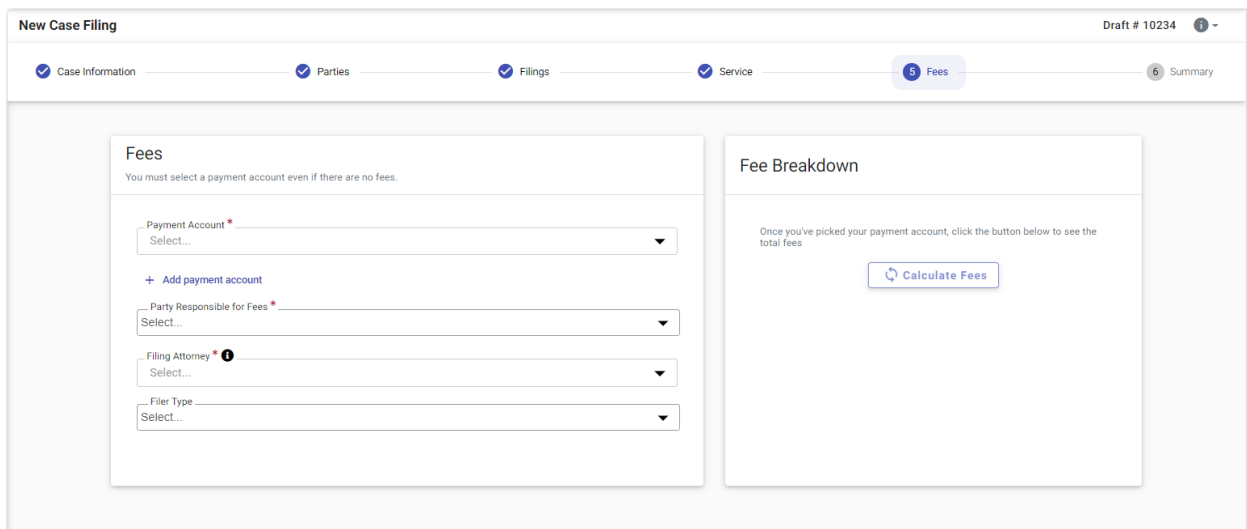 New Case Filing
Draft # 10234
Case Information
Parties
Filings
Service
5 Fees
6 Summary
Fees
You must select a payment account even if there are no fees.
Payment Account *
Select...
+ Add payment account
Party Responsible for Fees *
Select...
Filing Attorney *
Select...
Filer Type
Select...
Fee Breakdown
Once you've picked your payment account, click the button below to see the
total fees
Calculate Fees